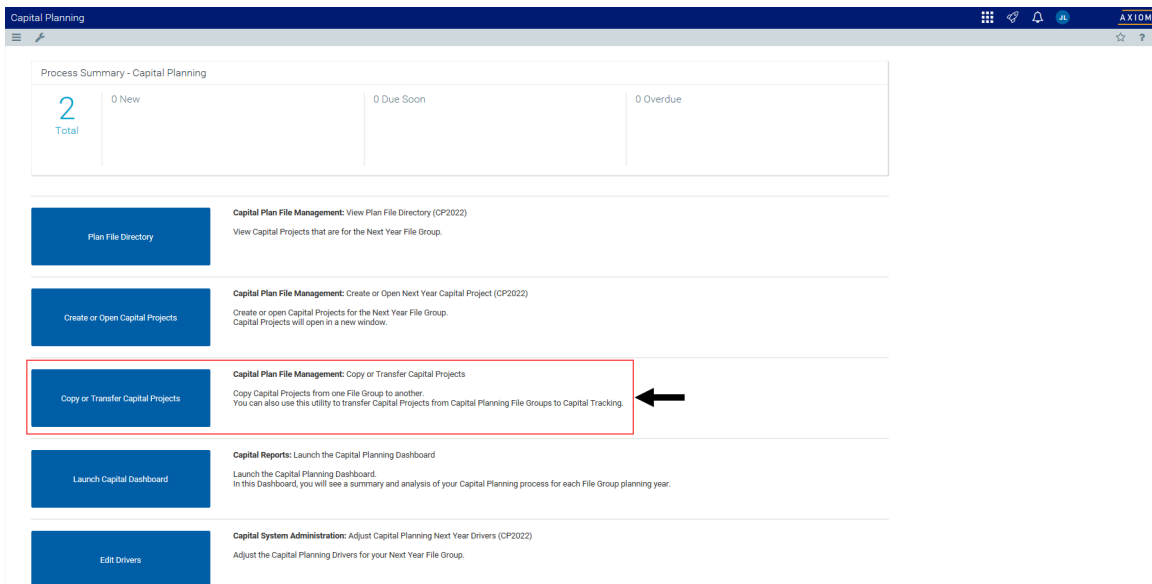 Capital Planning
JL
AXIOM
?
Process Summary - Capital Planning
2
Total
0 New
0 Due Soon
0 Overdue
Plan File Directory
Capital Plan File Management: View Plan File Directory (CP2022)
View Capital Projects that are for the Next Year File Group.
Create or Open Capital Projects
Capital Plan File Management: Create or Open Next Year Capital Project (CP2022)
Create or open Capital Projects for the Next Year File Group.
Capital Projects will open in a new window.
Copy or Transfer Capital Projects
Capital Plan File Management: Copy or Transfer Capital Projects
Copy Capital Projects from one File Group to another.
You can also use this utility to transfer Capital Projects from Capital Planning File Groups to Capital Tracking.
Launch Capital Dashboard
Capital Reports: Launch the Capital Planning Dashboard
Launch the Capital Planning Dashboard.
In this Dashboard, you will see a summary and analysis of your Capital Planning process for each File Group planning year.
Edit Drivers
Capital System Administration: Adjust Capital Planning Next Year Drivers (CP2022)
Adjust the Capital Planning Drivers for your Next Year File Group.